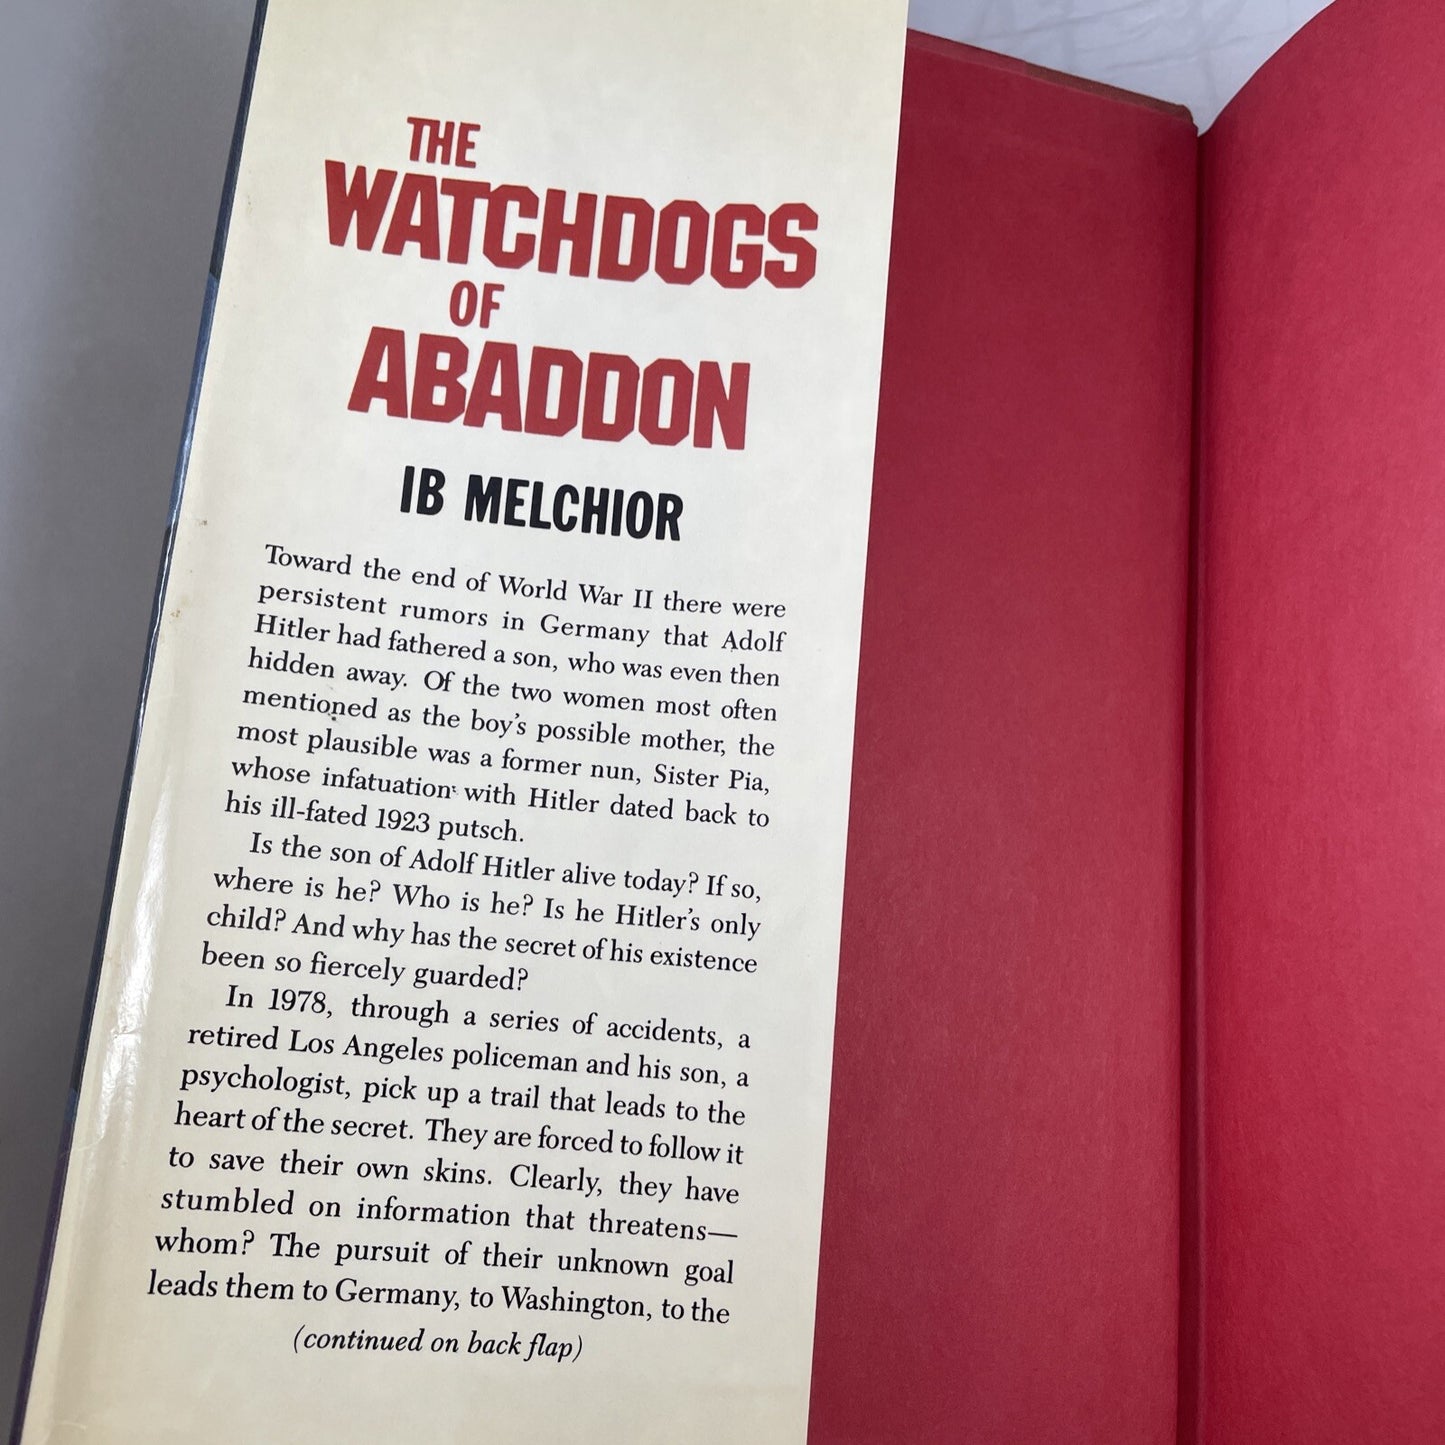 THE
WATCHDOGS
OF
ABADDON
IB MELCHIOR
Toward the end of World War II there were
persistent rumors in Germany that Adolf
Hitler had fathered a son, who was even then
hidden away. Of the two women most often
mentioned as the boy's possible mother, the
most plausible was a former nun, Sister Pia,
whose infatuation with Hitler dated back to
his ill-fated 1923 putsch.
Is the son of Adolf Hitler alive today? If so,
where is he? Who is he? Is he Hitler's only
child? And why has the secret of his existence
been so fiercely guarded?
In 1978, through a series of accidents, a
retired Los Angeles policeman and his son, a
psychologist, pick up a trail that leads to the
heart of the secret. They are forced to follow it
to save their own skins. Clearly, they have
stumbled on information that threatens—
whom? The pursuit of their unknown goal
leads them to Germany, to Washington, to the
(continued on back flap)